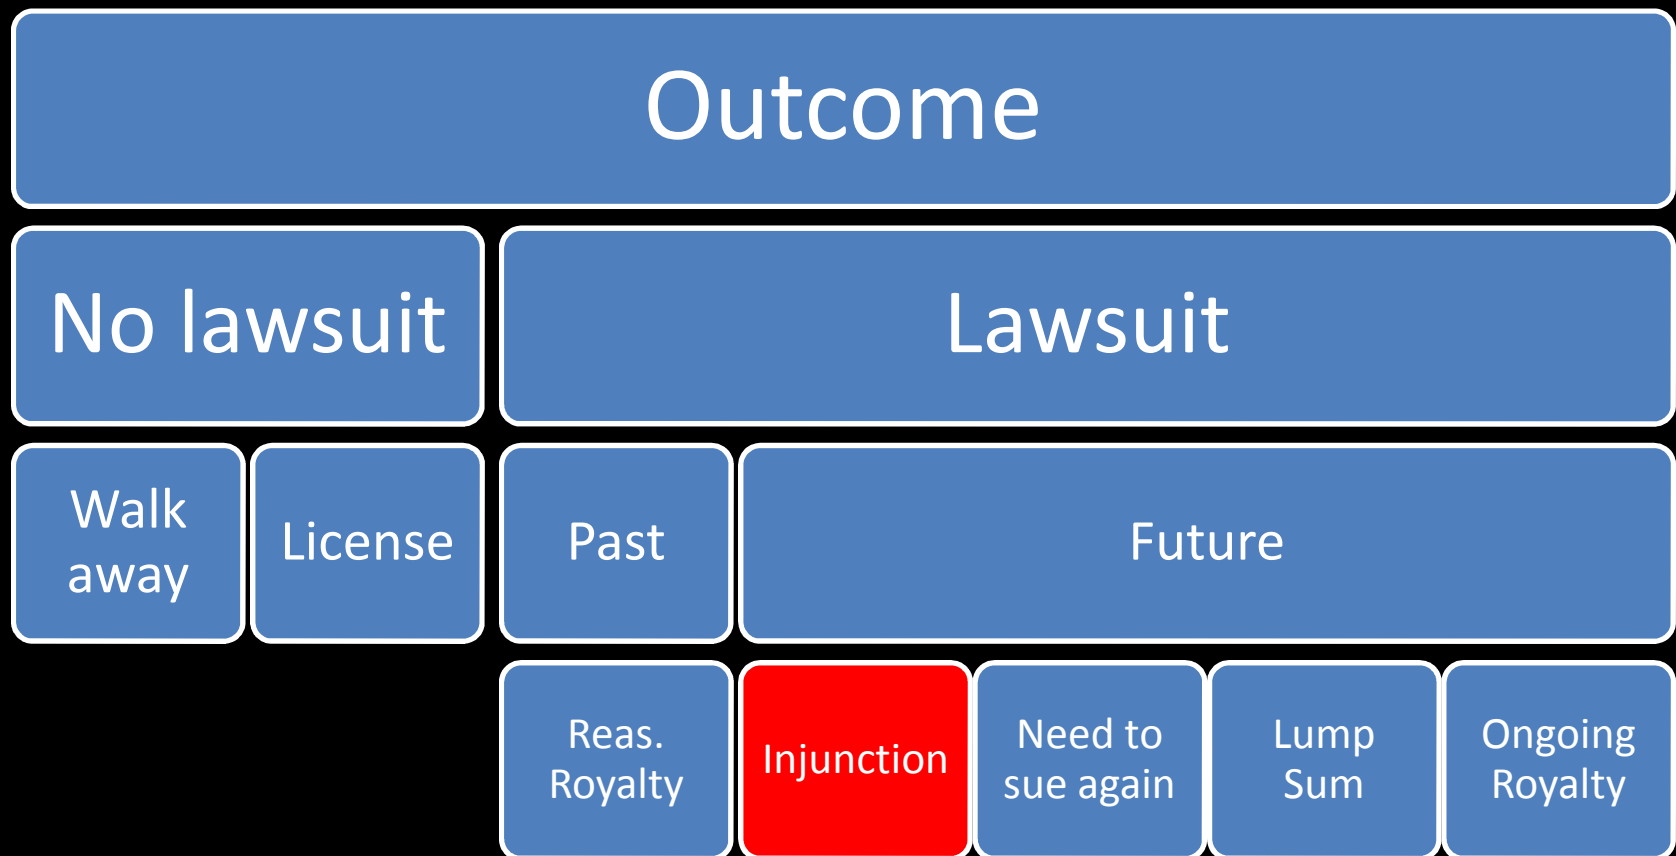 Outcome
No lawsuit
Lawsuit
Walk
away
License
Past
Future
Reas.
Royalty
Injunction
Need to
sue again
Lump
Sum
Ongoing
Royalty